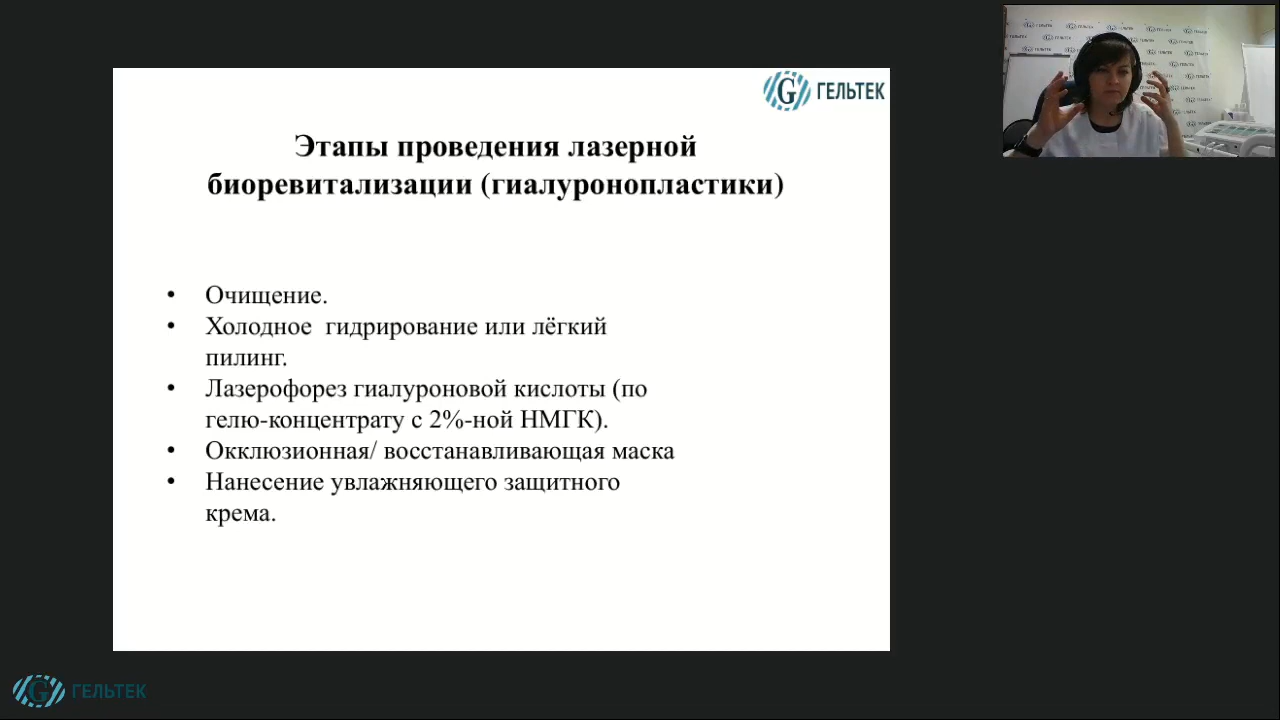 ГЕЛЬТЕК
Этапы проведения лазерной
биоревитализации (гиалуронопластики)
• Очищение.
• Холодное гидрирование или лёгкий
пилинг.
• Лазерофорез гиалуроновой кислоты (по
гелю-концентрату с 2%-ной НМГК).
• Окклюзионная/ восстанавливающая маска
• Нанесение увлажняющего защитного
крема.
ГЕЛЬТЕК